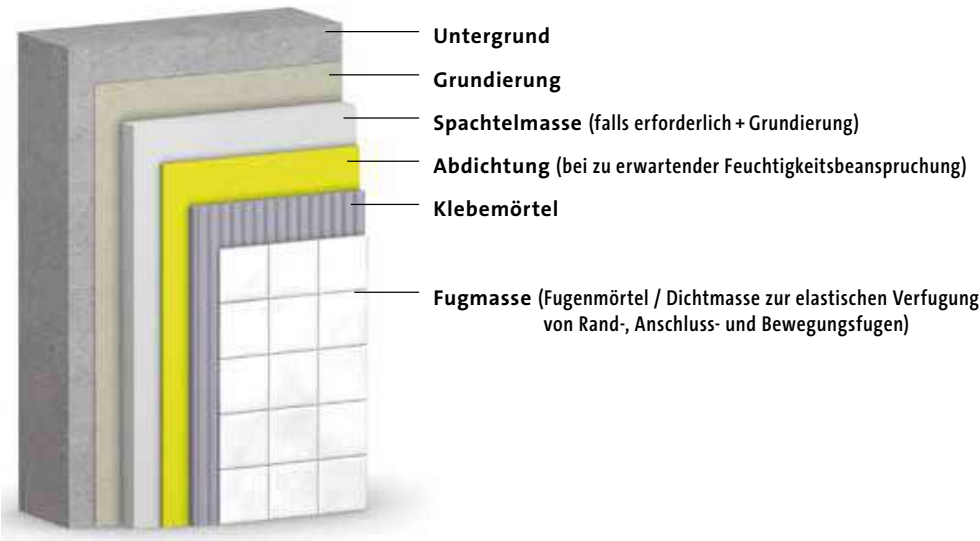 Untergrund
Grundierung
Spachtelmasse (falls erforderlich + Grundierung)
Abdichtung (bei zu erwartender Feuchtigkeitsbeanspruchung)
Klebemörtel
Fugmasse (Fugenmörtel / Dichtmasse zur elastischen Verfugung
von Rand-, Anschluss- und Bewegungsfugen)